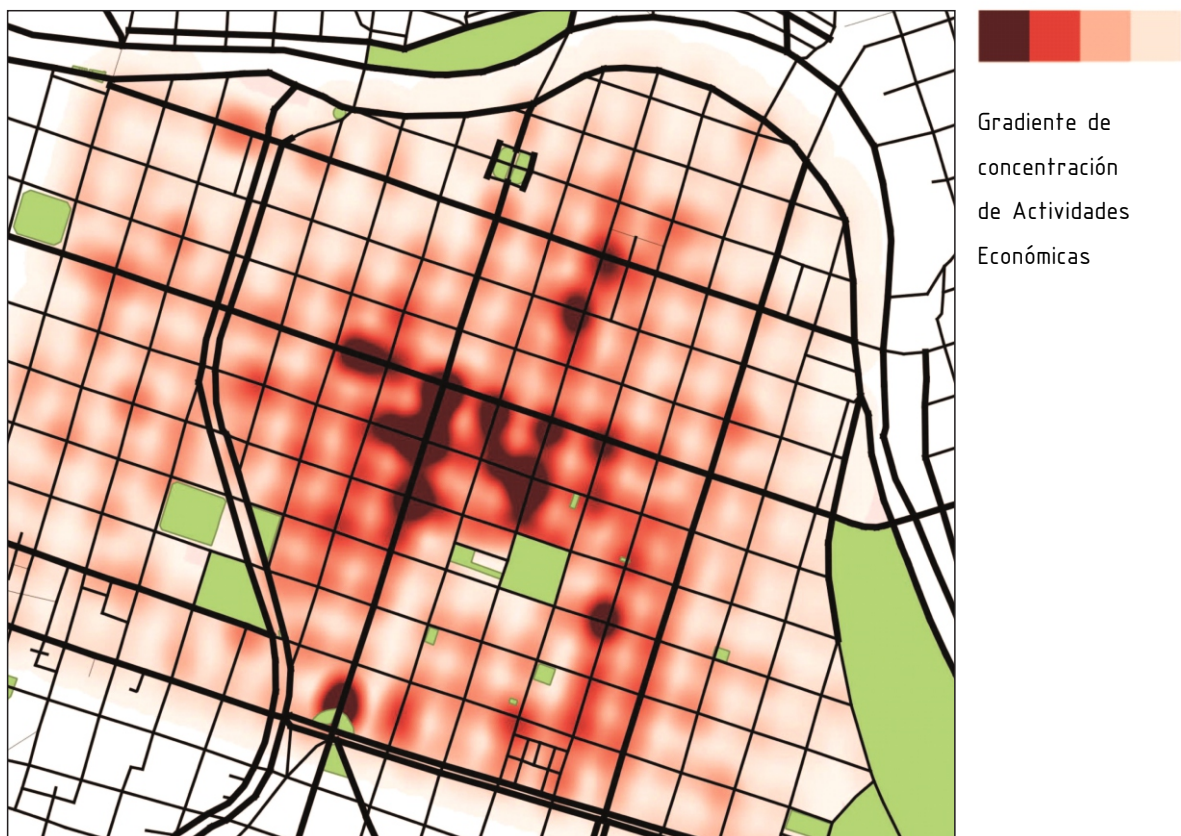 Gradiente de
concentración
de Actividades
Económicas